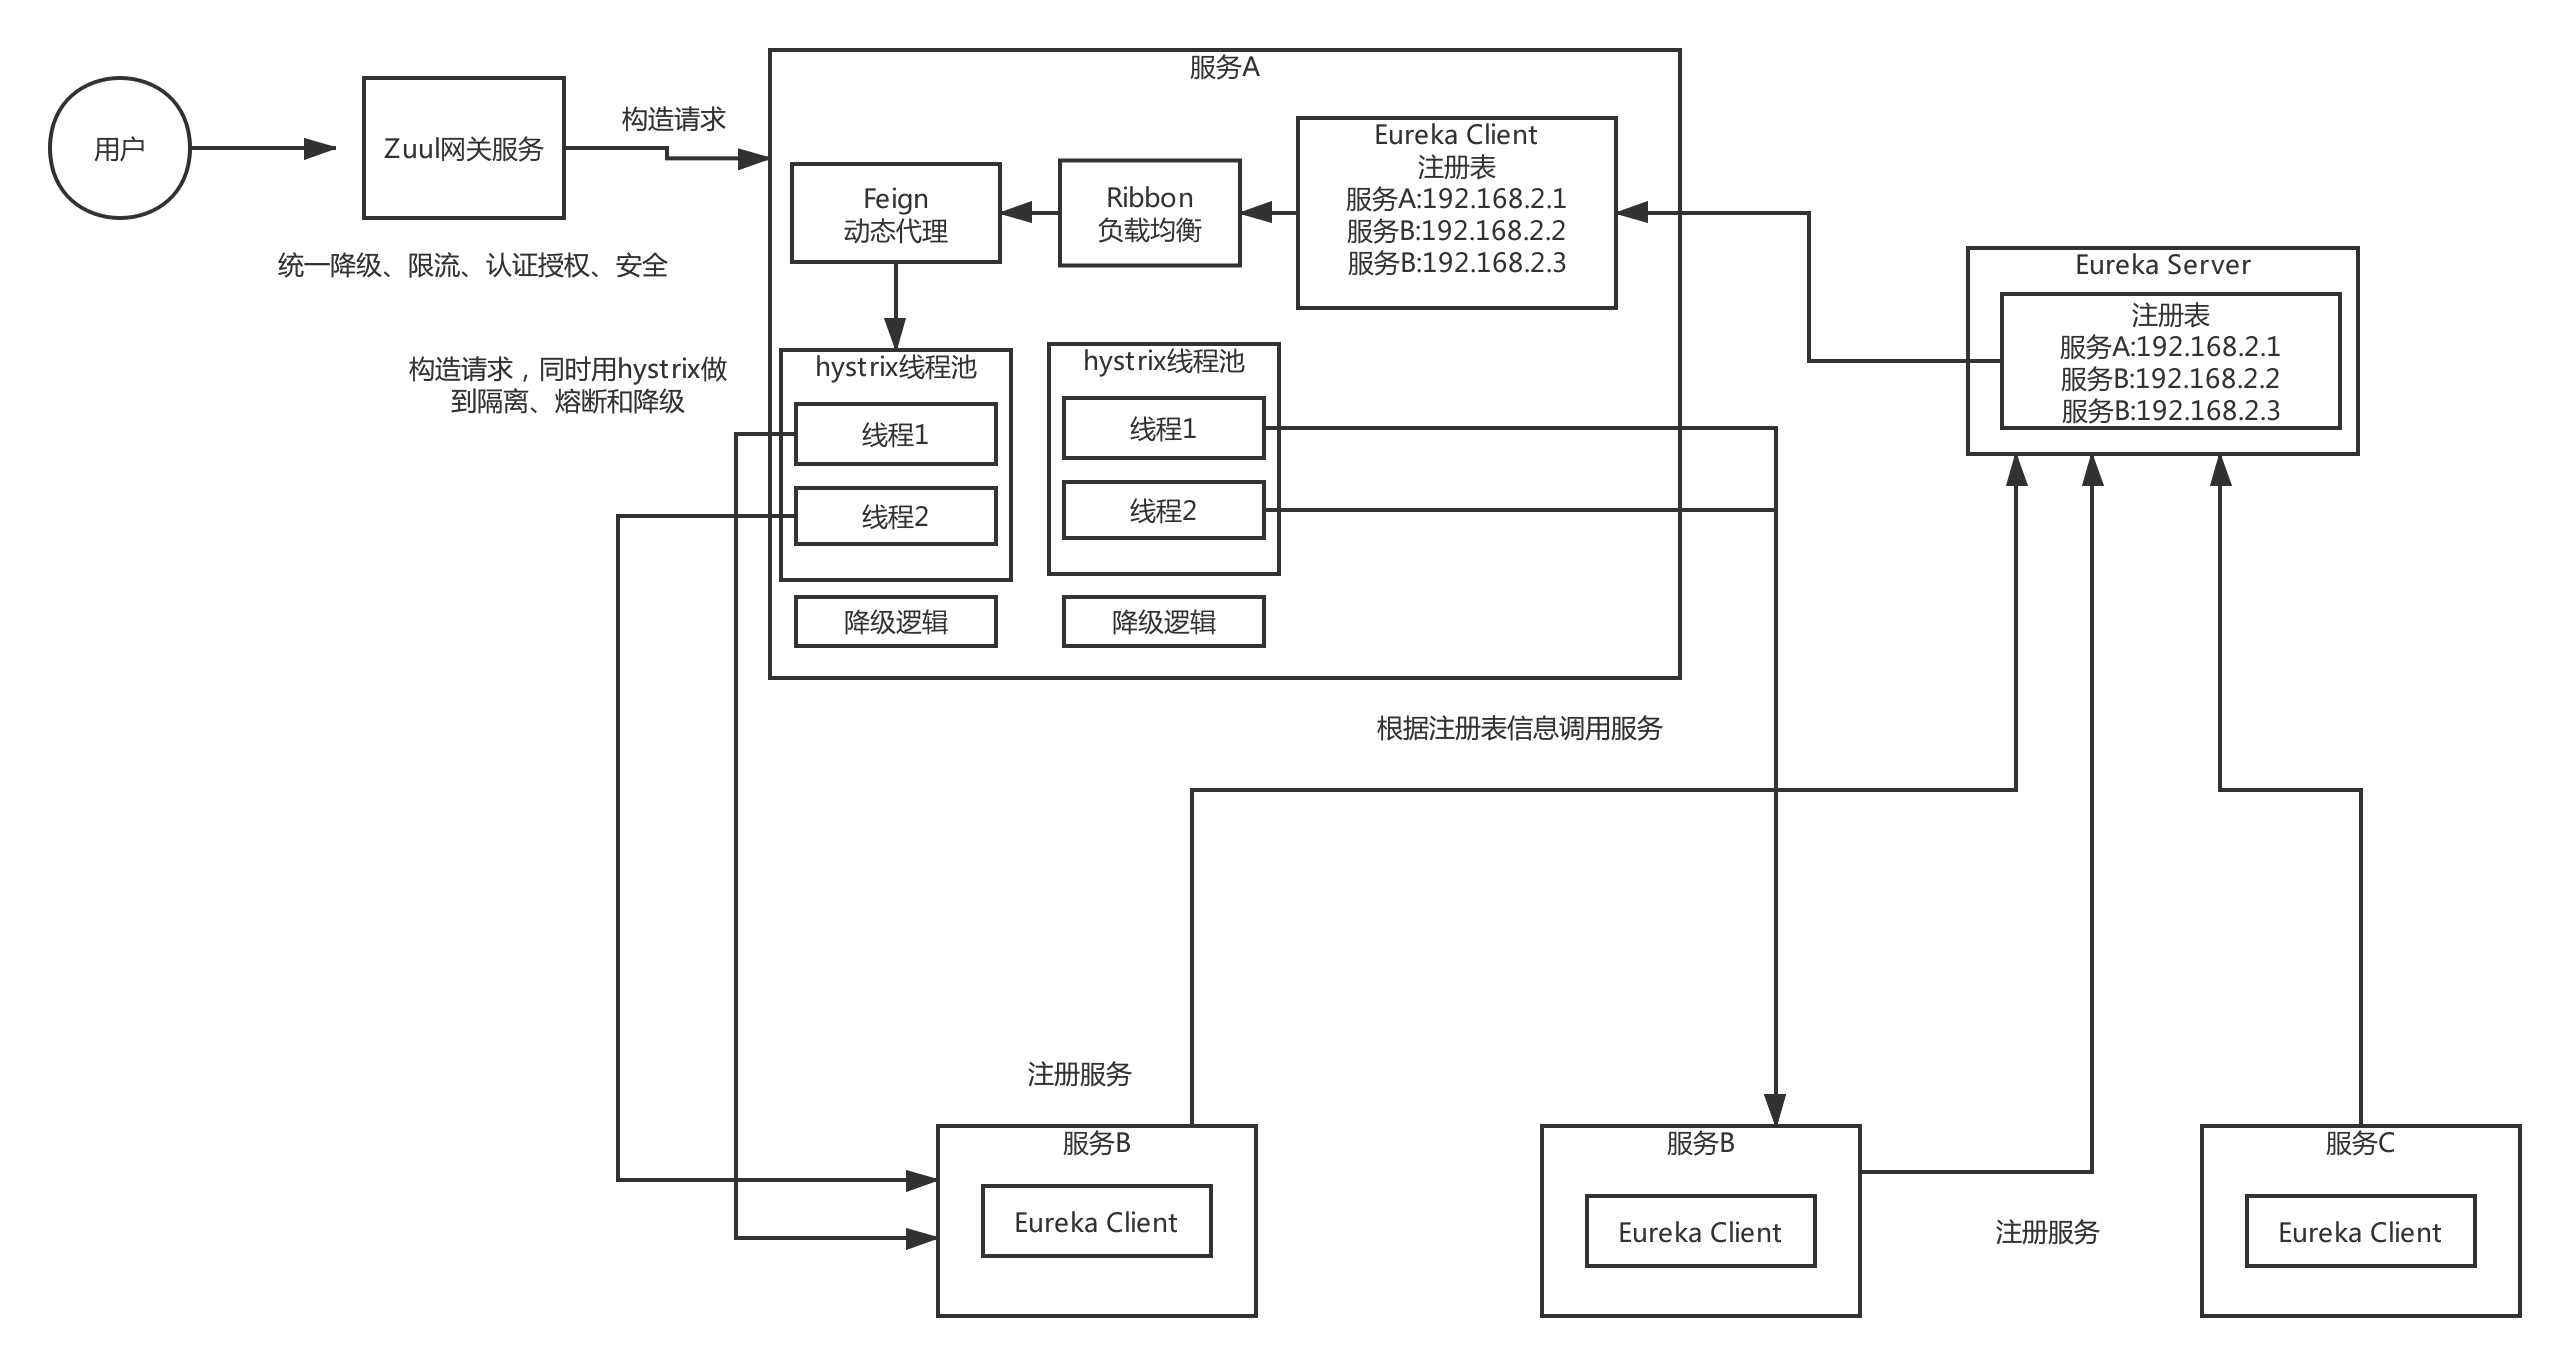 服务A
用户
Zuul网关服务
构造请求
统一降级、限流、认证授权、安全
Feign
动态代理
Ribbon
负载均衡
Eureka Client
注册表
服务A:192.168.2.1
服务B:192.168.2.2
服务B:192.168.2.3
Eureka Server
注册表
服务A:192.168.2.1
服务B:192.168.2.2
服务B:192.168.2.3
构造请求，同时用hystrix做
到隔离、熔断和降级
hystrix线程池
线程1
线程2
降级逻辑
hystrix线程池
线程1
线程2
降级逻辑
根据注册表信息调用服务
注册服务
服务B
Eureka Client
服务B
Eureka Client
注册服务
服务C
Eureka Client